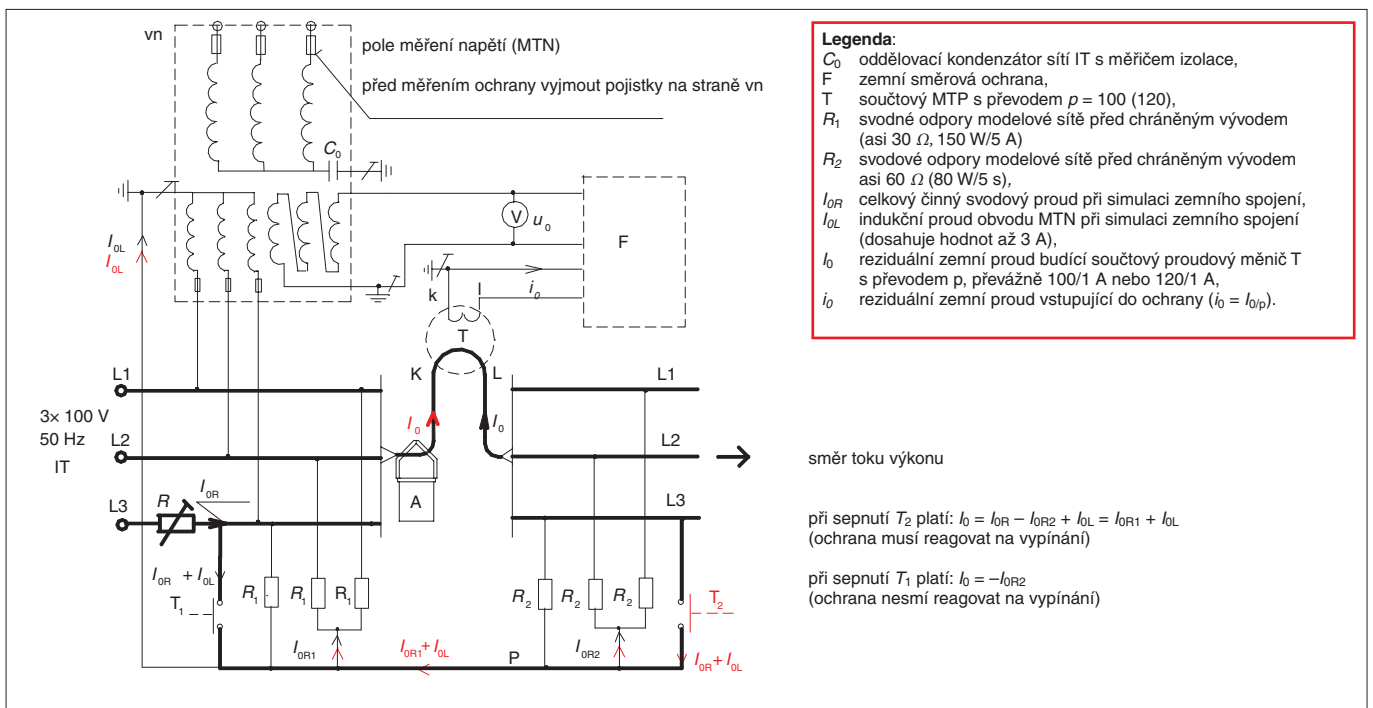 vn
pole měření napětí (MTN)
před měřením ochrany vyjmout pojistky na straně vn
C0
V
u0
F
I0L
I0L
k
l
i0
T
K
L
L1
L1
3× 100 V
50 Hz
IT
I0
I0
L2
L2
A
L3
R
I0R
L3
I0R + I0L
T1
R1
R1
R1
R2
R2
R2
T2
I0R1
I0R1+ I0L
P
I0R2
I0R+ I0L
Legenda:
C0 oddělovací kondenzátor sítí IT s měřičem izolace,
F zemní směrová ochrana,
T součtový MTP s převodem p = 100 (120),
R1 svodné odpory modelové sítě před chráněným vývodem
(asi 30 Ω, 150 W/5 A)
R2 svodové odpory modelové sítě před chráněným vývodem
asi 60 Ω (80 W/5 s),
I0R celkový činný svodový proud při simulaci zemního spojení,
I0L indukční proud obvodu MTN při simulaci zemního spojení
(dosahuje hodnot až 3 A),
I0 reziduální zemní proud budící součtový proudový měnič T
s převodem p, převážně 100/1 A nebo 120/1 A,
i0 reziduální zemní proud vstupující do ochrany (i0 = I0/p).
směr toku výkonu
při sepnutí T2 platí: I0 = I0R – I0R2 + I0L = I0R1 + I0L
(ochrana musí reagovat na vypínání)
při sepnutí T1 platí: I0 = –I0R2
(ochrana nesmí reagovat na vypínání)